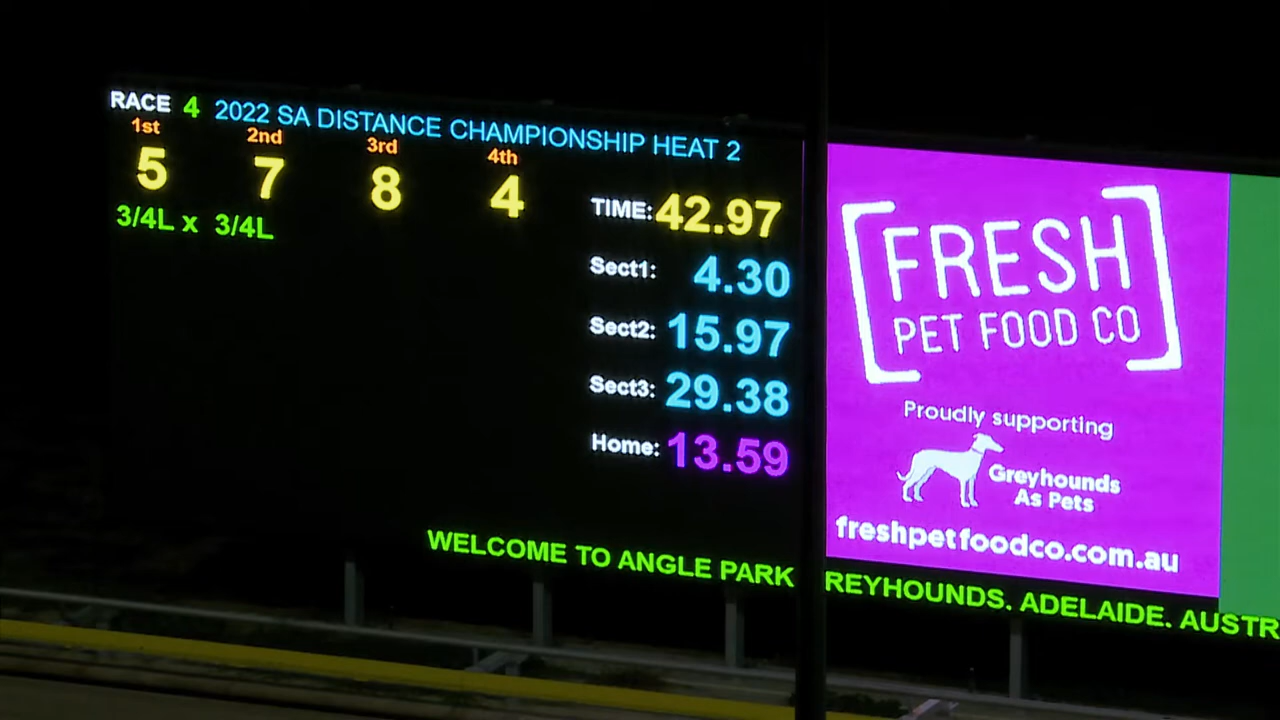 RACE 4 2022 SA DISTANCE CHAMPIONSHIP HEAT 2
1st 2nd 3rd 4th
5 7 8 4
3/4L x 3/4L
TIME: 42.97
Sect1: 4.30
Sect2: 15.97
Sect3: 29.38
Home: 13.59
WELCOME TO ANGLE PARK REYHOUNDS. ADELAIDE. AUSTR
[FRESH
PET FOOD CO]
Proudly supporting
Greyhounds
As Pets
freshpetfoodco.com.au